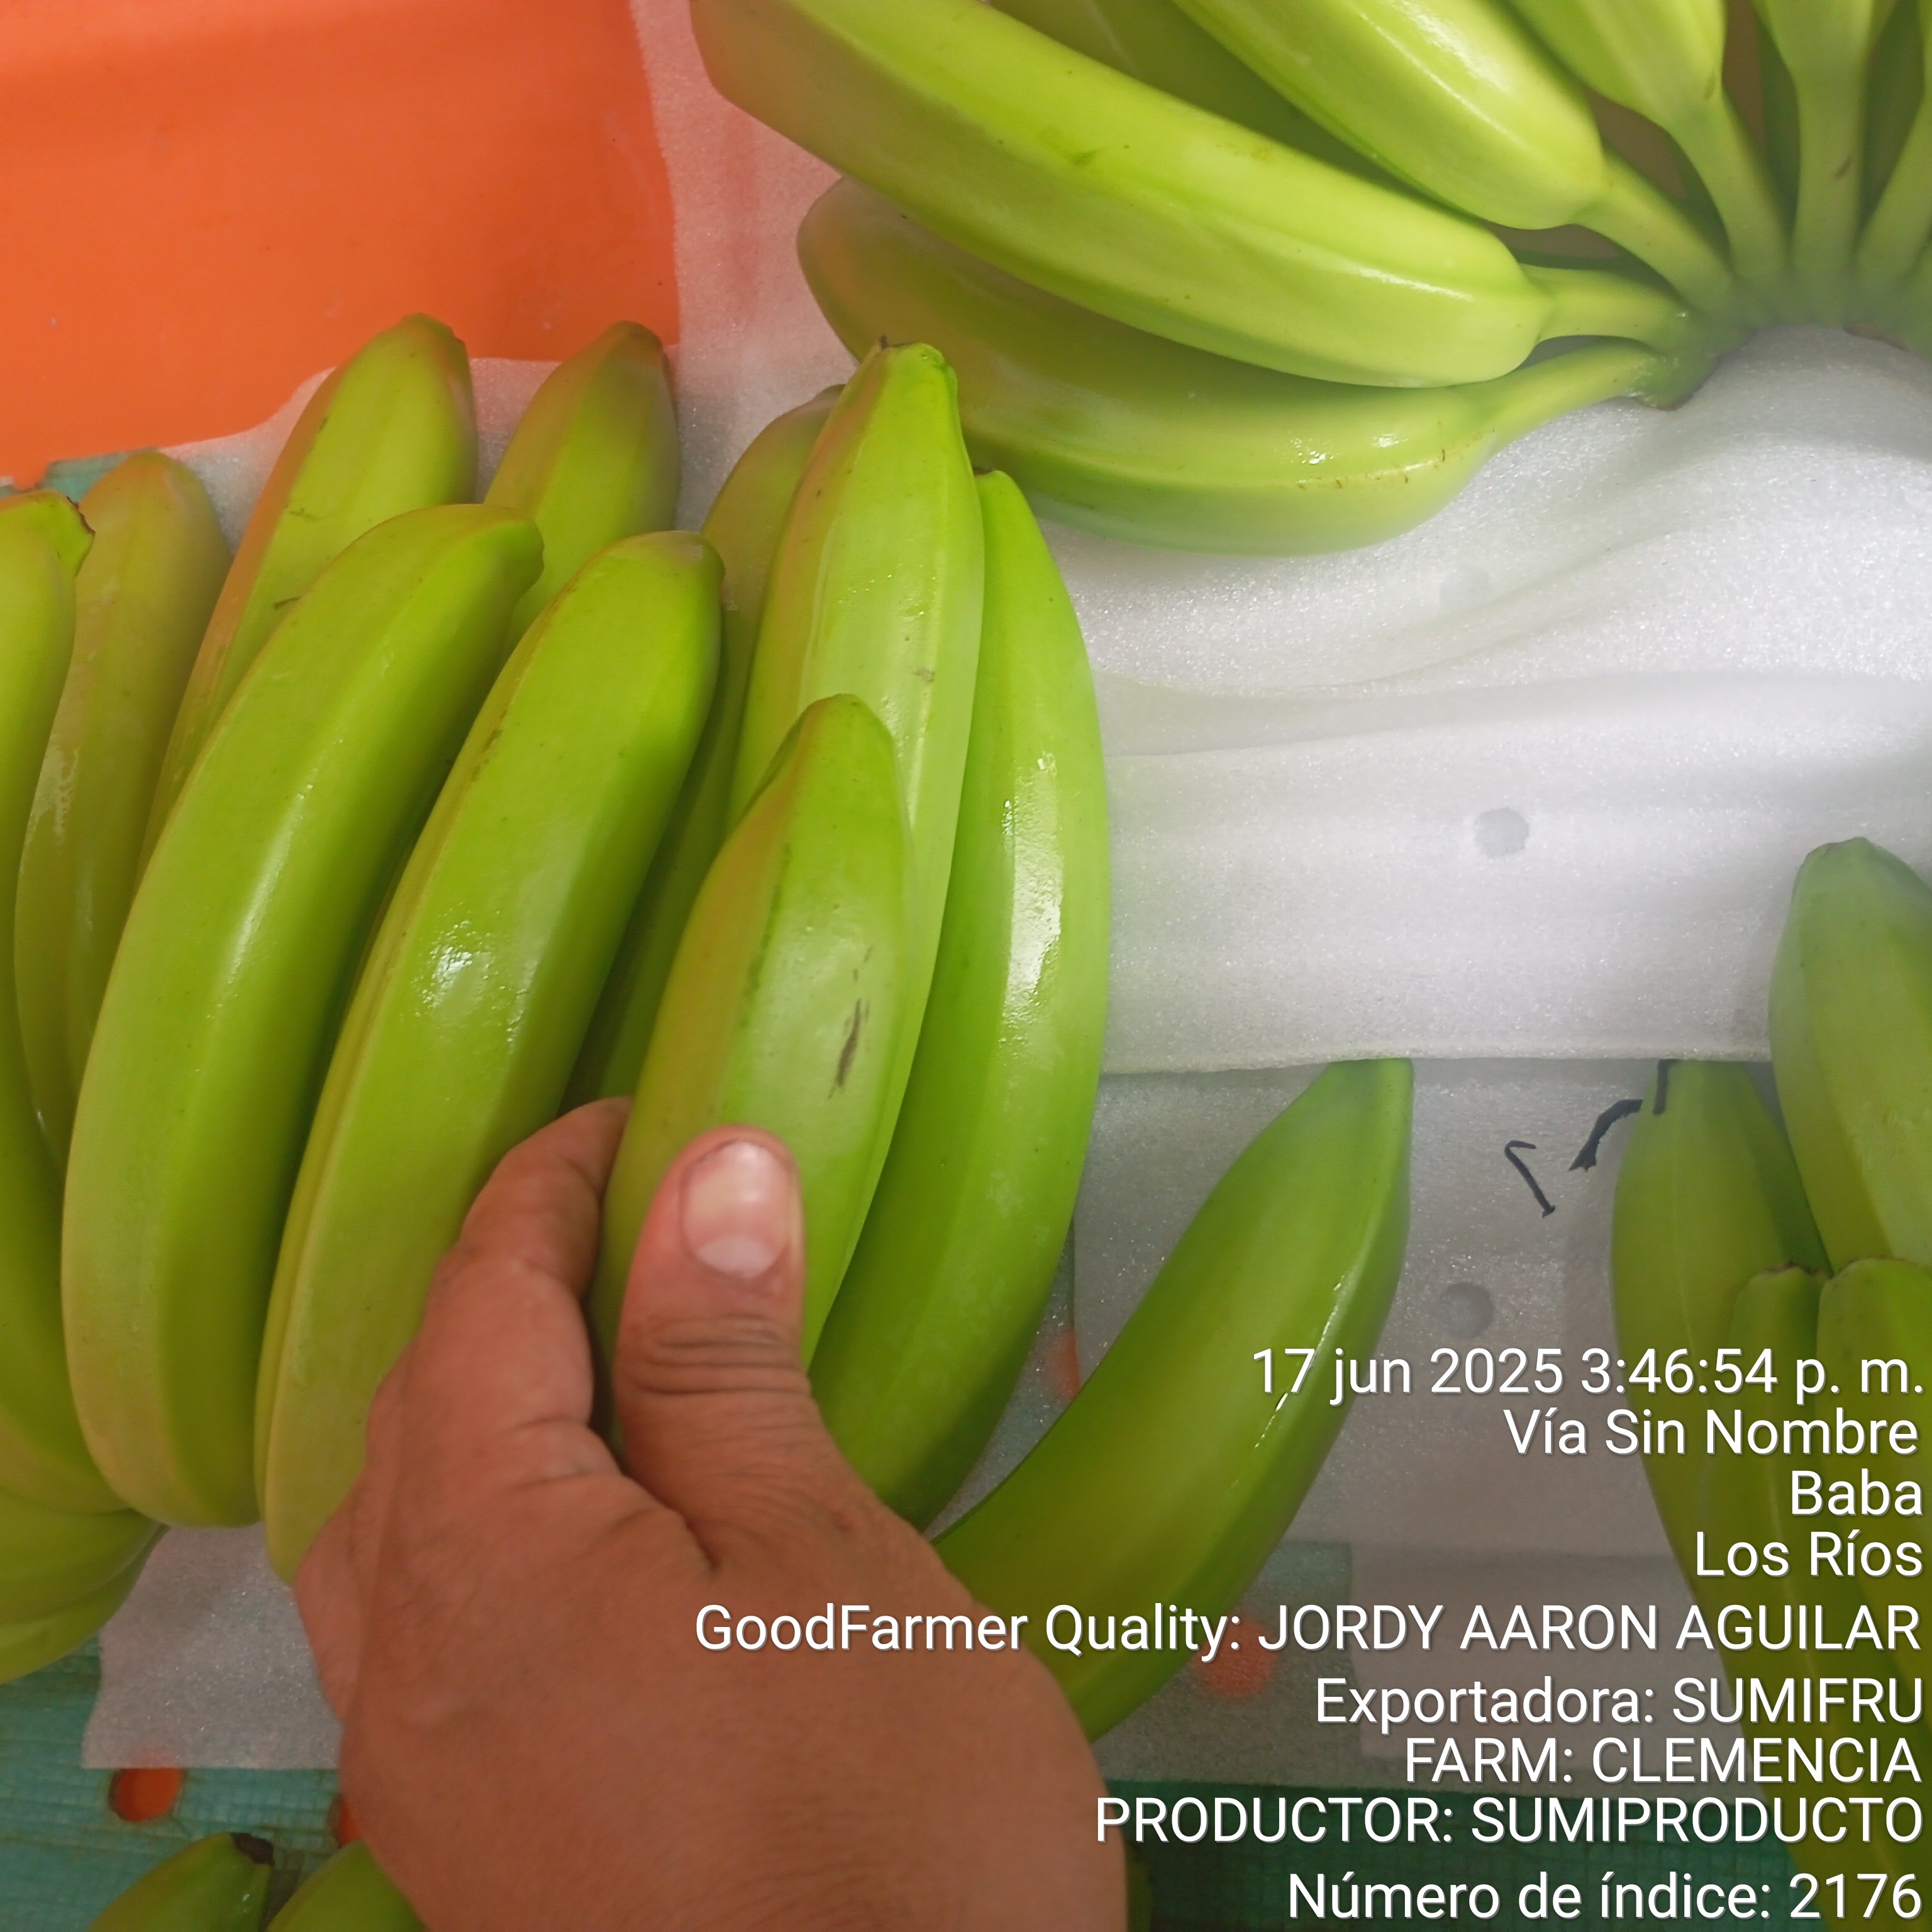 17 jun 2025 3:46:54 p. m.
Vía Sin Nombre
Baba
Los Ríos
GoodFarmer Quality: JORDY AARON AGUILAR
Exportadora: SUMIFRU
FARM: CLEMENCIA
PRODUCTOR: SUMIPRODUCTO
Número de índice: 2176